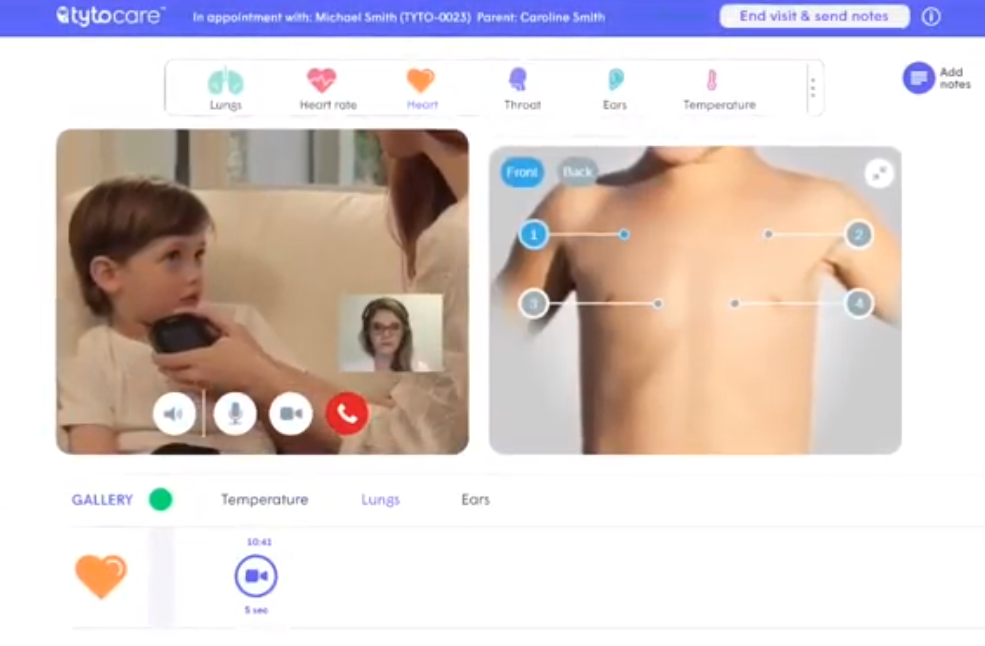 tytocare™ In appointment with: Michael Smith (TYTO-0023) Parent: Caroline Smith End visit & send notes
Lungs Heart rate Heart Throat Ears Temperature
Add
notes
Front Back
1 2
3 4
GALLERY Temperature Lungs Ears
10:41
5 sec